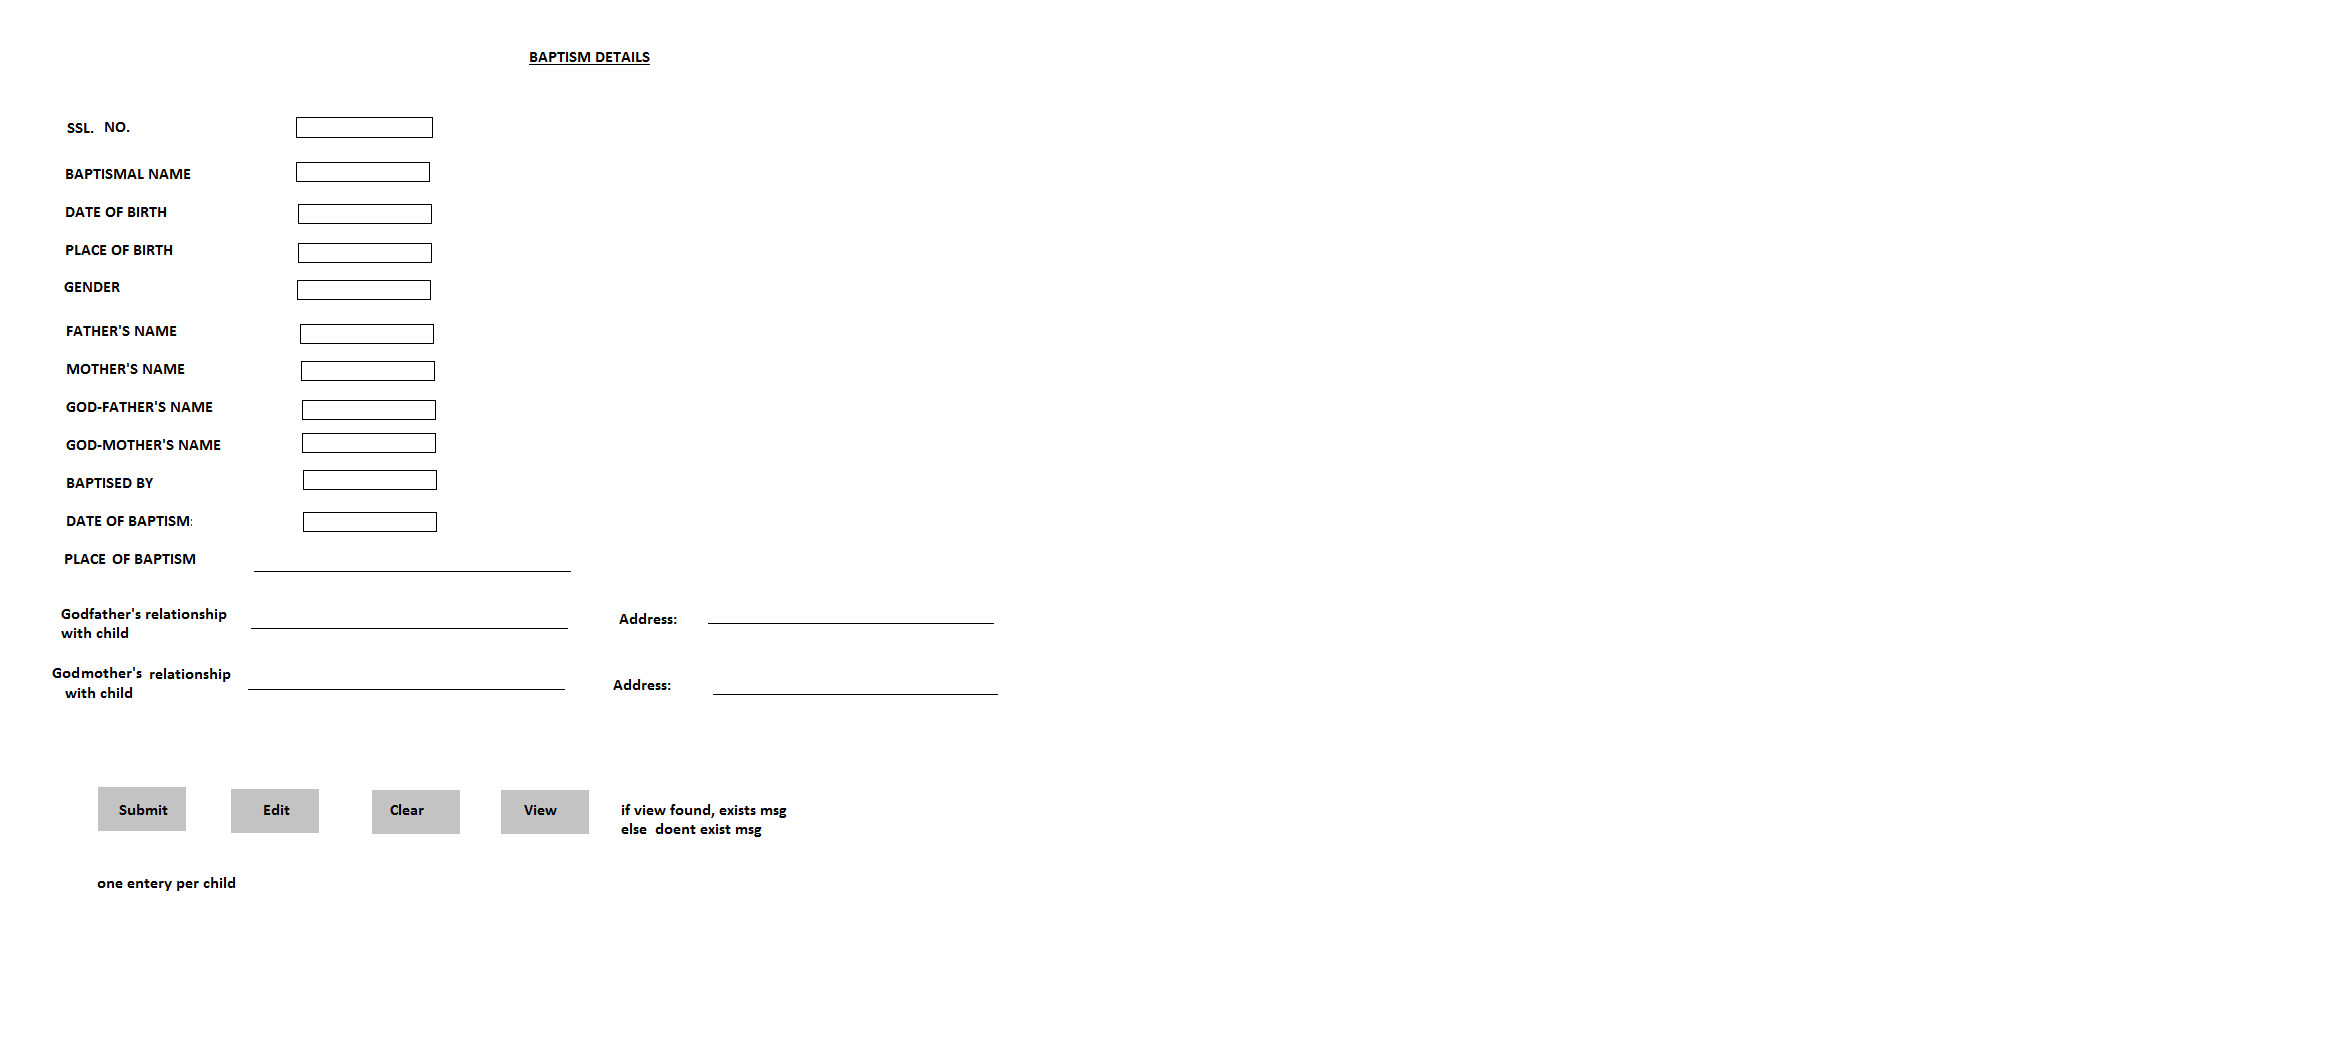 BAPTISM DETAILS
SSL. NO.
BAPTISMAL NAME
DATE OF BIRTH
PLACE OF BIRTH
GENDER
FATHER'S NAME
MOTHER'S NAME
GOD-FATHER'S NAME
GOD-MOTHER'S NAME
BAPTISED BY
DATE OF BAPTISM:
PLACE OF BAPTISM
Godfather's relationship
with child
Address:
Godmother's relationship
with child
Address:
Submit
Edit
Clear
View
if view found, exists msg
else doent exist msg
one entery per child